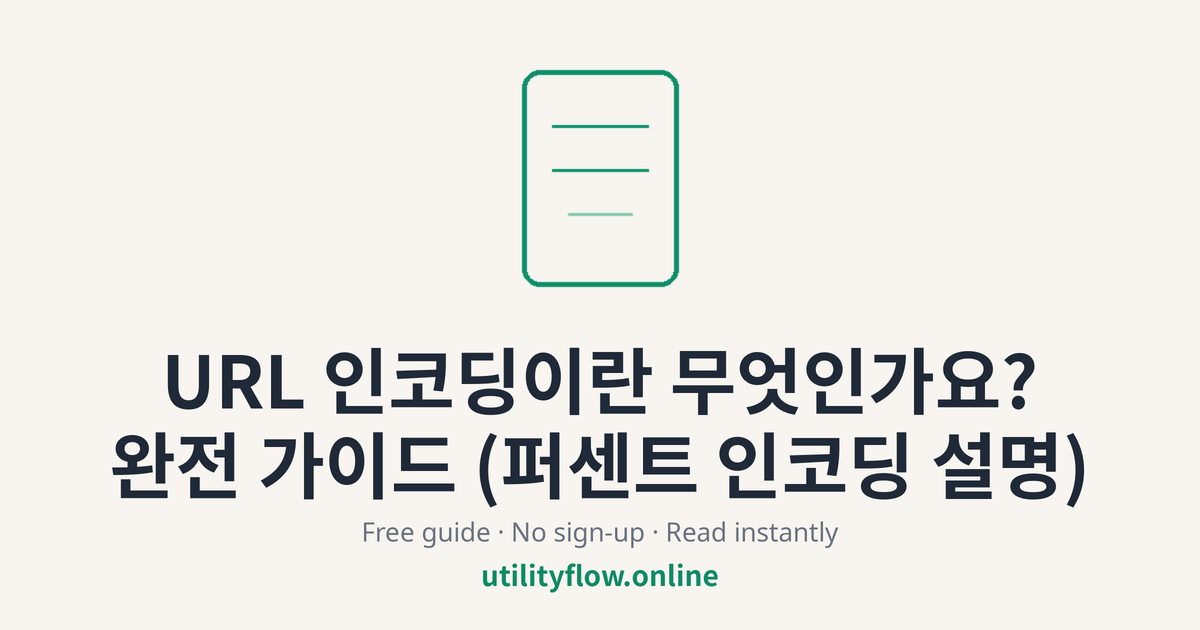 URL 인코딩이란 무엇인가요?
완전 가이드 (퍼센트 인코딩 설명)
Free guide · No sign-up · Read instantly
utilityflow.online